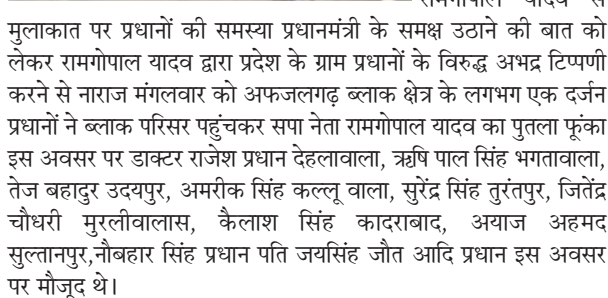 रामगोपाल यादव से
मुलाकात पर प्रधानों की समस्या प्रधानमंत्री के समक्ष उठाने की बात को
लेकर रामगोपाल यादव द्वारा प्रदेश के ग्राम प्रधानों के विरुद्ध अभद्र टिप्पणी
करने से नाराज मंगलवार को अफजलगढ़ ब्लाक क्षेत्र के लगभग एक दर्जन
प्रधानों ने ब्लाक परिसर पहुंचकर सपा नेता रामगोपाल यादव का पुतला फूंका
इस अवसर पर डाक्टर राजेश प्रधान देहलावाला, ऋषि पाल सिंह भगतावाला,
तेज बहादुर उदयपुर, अमरीक सिंह कल्लू वाला, सुरेंद्र सिंह तुरंतपुर, जितेंद्र
चौधरी मुरलीवालास, कैलाश सिंह कादराबाद, अयाज अहमद
सुल्तानपुर,नौबहार सिंह प्रधान पति जयसिंह जौत आदि प्रधान इस अवसर
पर मौजूद थे।